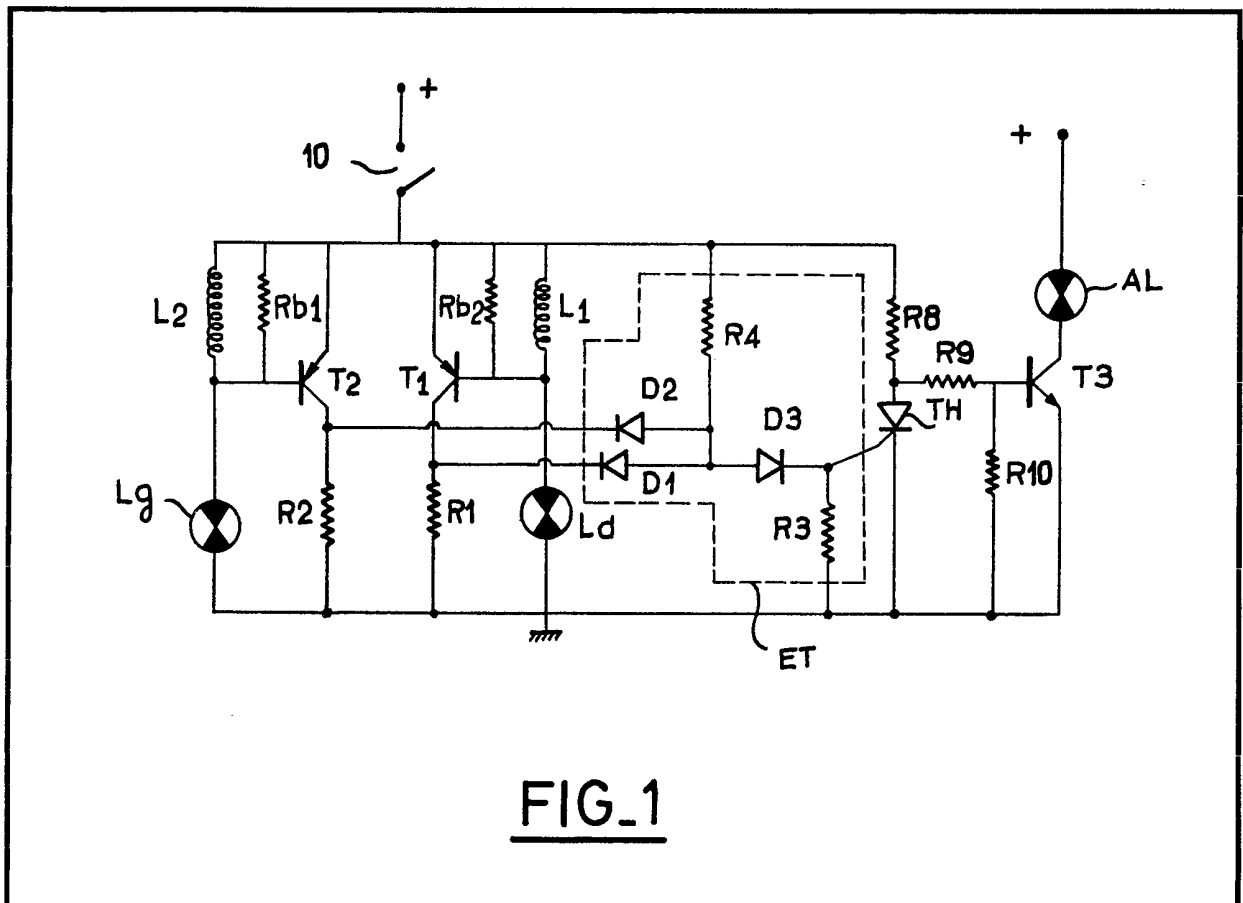 +
+
10
AL
L2
Rb1
Rb2
L1
R4
R8
R9
T2
T1
D2
D3
TH
T3
Lg
R2
R1
Ld
D1
R3
R10
ET
FIG_1